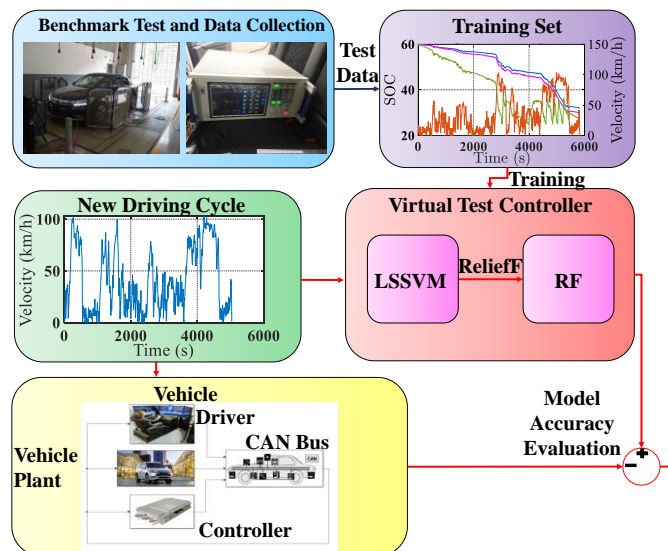 Benchmark Test and Data Collection
Test
Data
Training Set
60
40
20
SOC
150
100
50
0
Velocity (km/h)
0
2000
4000
6000
Time (s)
Training
New Driving Cycle
100
50
0
Velocity (km/h)
0
2000
4000
6000
Time (s)
Virtual Test Controller
LSSVM
ReliefF
RF
Vehicle
Driver
CAN Bus
CAN
Vehicle
Plant
Controller
Model
Accuracy
Evaluation
+
-